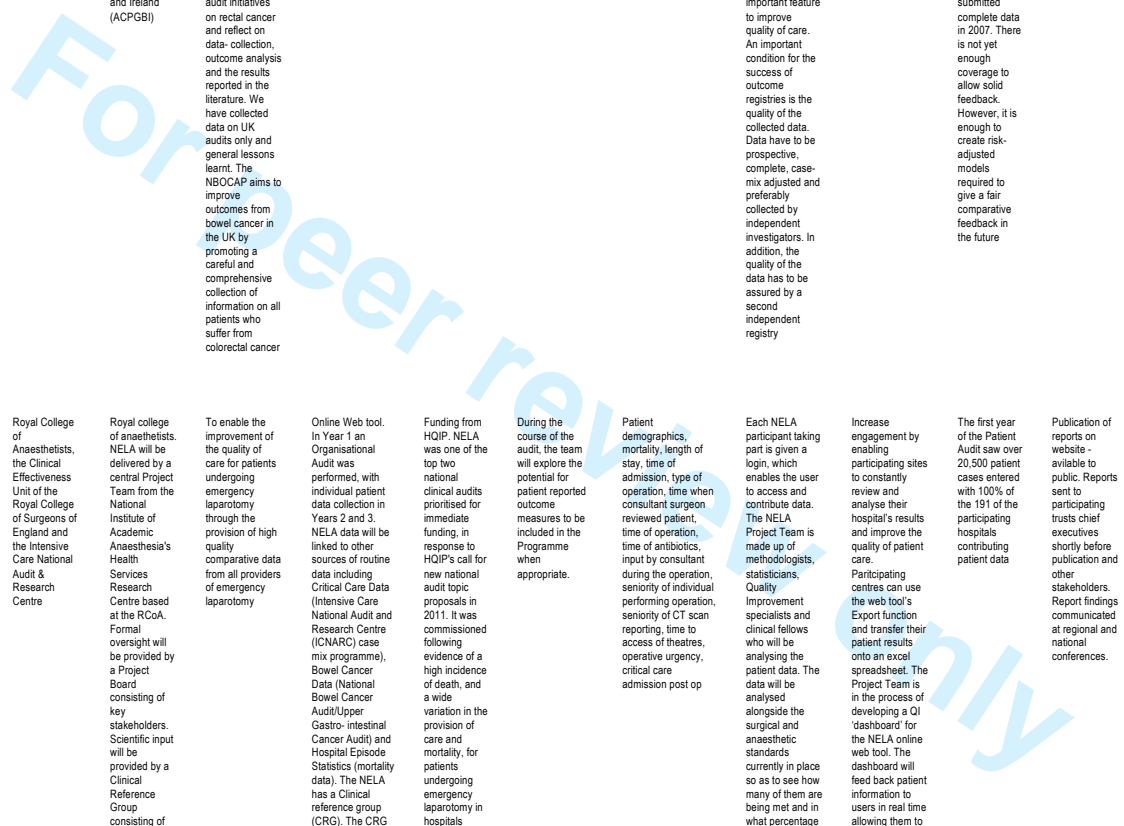 and Ireland
(ACPGBI)
audit initiatives
on rectal cancer
and reflect on
data- collection,
outcome analysis
and the results
reported in the
literature. We
have collected
data on UK
audits only and
general lessons
learnt. The
NBOCAP aims to
improve
outcomes from
bowel cancer in
the UK by
promoting a
careful and
comprehensive
collection of
information on all
patients who
suffer from
colorectal cancer
important feature
to improve
quality of care.
An important
condition for the
success of
outcome
registries is the
quality of the
collected data.
Data have to be
prospective,
complete, case-
mix adjusted and
preferably
collected by
independent
investigators. In
addition, the
quality of the
data has to be
assured by a
second
independent
registry
submitted
complete data
in 2007. There
is not yet
enough
coverage to
allow solid
feedback.
However, it is
enough to
create risk-
adjusted
models
required to
give a fair
comparative
feedback in
the future
Royal College
of
Anaesthetists,
the Clinical
Effectiveness
Unit of the
Royal College
of Surgeons of
England and
the Intensive
Care National
Audit &
Research
Centre
Royal college
of anaethetists.
NELA will be
delivered by a
central Project
Team from the
National
Institute of
Academic
Anaesthesia's
Health
Services
Research
Centre based
at the RCoA.
Formal
oversight will
be provided by
a Project
Board
consisting of
key
stakeholders.
Scientific input
will be
provided by a
Clinical
Reference
Group
consisting of
To enable the
improvement of
the quality of
care for patients
undergoing
emergency
laparotomy
through the
provision of high
quality
comparative data
from all providers
of emergency
laparotomy
Online Web tool.
In Year 1 an
Organisational
Audit was
performed, with
individual patient
data collection in
Years 2 and 3.
NELA data will be
linked to other
sources of routine
data including
Critical Care Data
(Intensive Care
National Audit and
Research Centre
(ICNARC) case
mix programme),
Bowel Cancer
Data (National
Bowel Cancer
Audit/Upper
Gastro- intestinal
Cancer Audit) and
Hospital Episode
Statistics (mortality
data). The NELA
has a Clinical
reference group
(CRG). The CRG
Funding from
HQIP. NELA
was one of the
top two
national
clinical audits
prioritised for
immediate
funding, in
response to
HQIP's call for
new national
audit topic
proposals in
2011. It was
commissioned
following
evidence of a
high incidence
of death, and
a wide
variation in the
provision of
care and
mortality, for
patients
undergoing
emergency
laparotomy in
hospitals
During the
course of the
audit, the team
will explore the
potential for
patient reported
outcome
measures to be
included in the
Programme
when
appropriate.
Patient
demographics,
mortality, length of
stay, time of
admission, type of
operation, time when
consultant surgeon
reviewed patient,
time of operation,
time of antibiotics,
input by consultant
during the operation,
seniority of individual
performing operation,
seniority of CT scan
reporting, time to
access of theatres,
operative urgency,
critical care
admission post op
Each NELA
participant taking
part is given a
login, which
enables the user
to access and
contribute data.
The NELA
Project Team is
made up of
methodologists,
statisticians,
Quality
Improvement
specialists and
clinical fellows
who will be
analysing the
patient data. The
data will be
analysed
alongside the
surgical and
anaesthetic
standards
currently in place
so as to see how
many of them are
being met and in
what percentage
Increase
engagement by
enabling
participating sites
to constantly
review and
analyse their
hospital's results
and improve the
quality of patient
care.
Paritcipating
centres can use
the web tool's
Export function
and transfer their
patient results
onto an excel
spreadsheet. The
Project Team is
in the process of
developing a QI
'dashboard' for
the NELA online
web tool. The
dashboard will
feed back patient
information to
users in real time
allowing them to
The first year
of the Patient
Audit saw over
20,500 patient
cases entered
with 100% of
the 191 of the
participating
hospitals
contributing
patient data
Publication of
reports on
website -
avilable to
public. Reports
sent to
participating
trusts chief
executives
shortly before
publication and
other
stakeholders.
Report findings
communicated
at regional and
national
conferences.
For peer review only